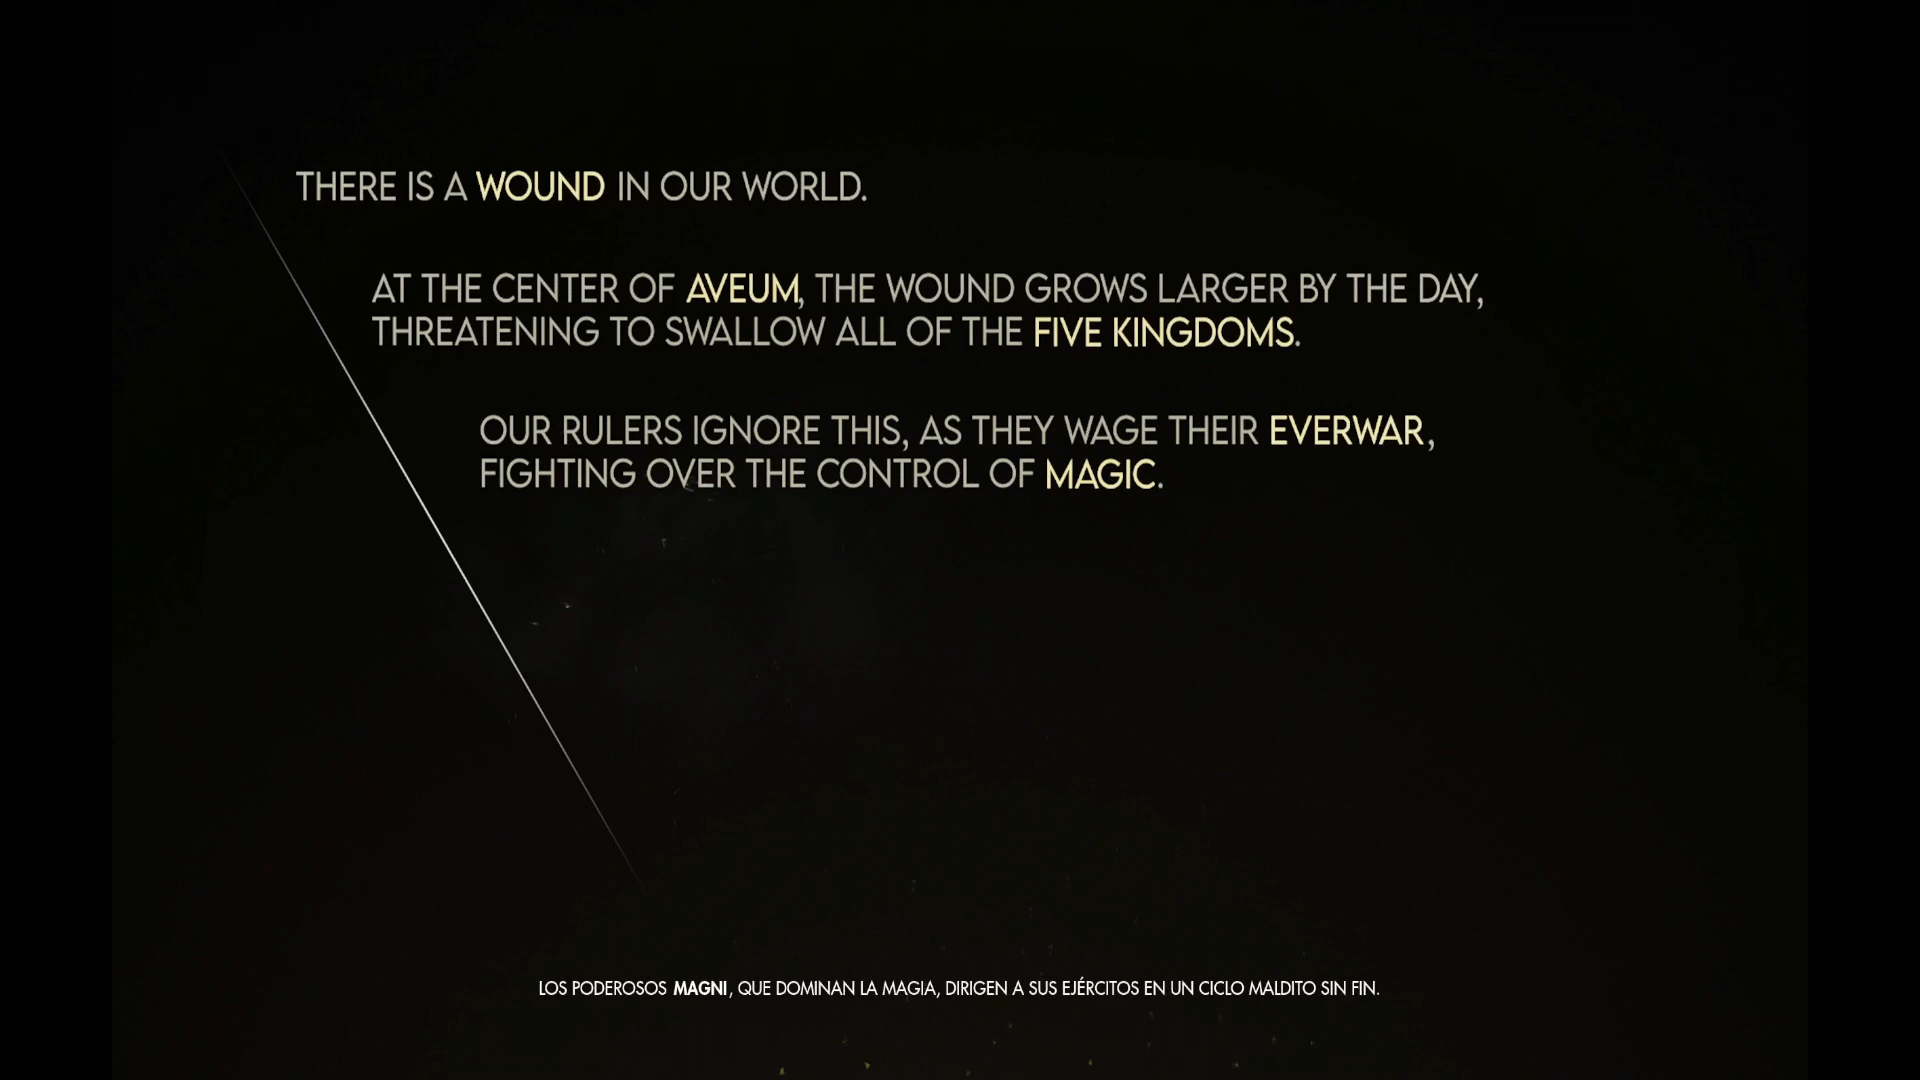 THERE IS A WOUND IN OUR WORLD.
AT THE CENTER OF AVEUM, THE WOUND GROWS LARGER BY THE DAY,
THREATENING TO SWALLOW ALL OF THE FIVE KINGDOMS.
OUR RULERS IGNORE THIS, AS THEY WAGE THEIR EVERWAR,
FIGHTING OVER THE CONTROL OF MAGIC.
LOS PODEROSOS MAGNI, QUE DOMINAN LA MAGIA, DIRIGEN A SUS EJÉRCITOS EN UN CICLO MALDITO SIN FIN.